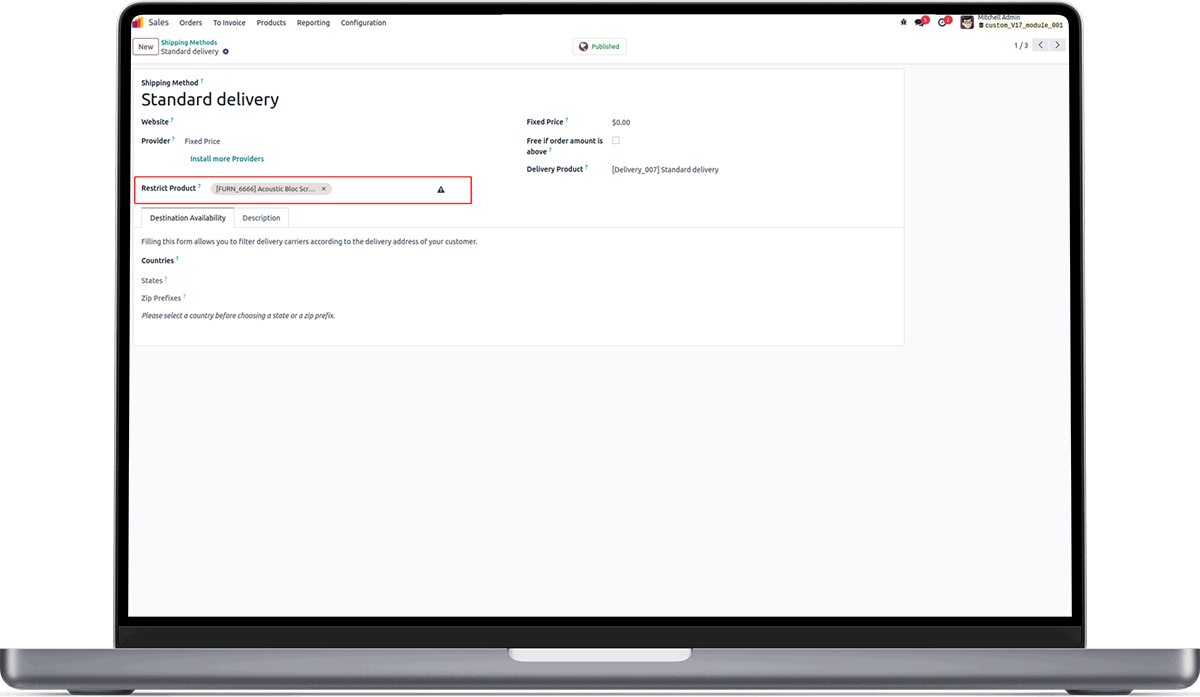 Sales Orders To Invoice Products Reporting Configuration 5 2 Mitchell Admin
custom_V17_module_001
New Shipping Methods
Standard delivery Published 1 / 3
Shipping Method ?
Standard delivery
Website ? Fixed Price ? $0.00
Provider ? Fixed Price Free if order amount is
above ?
Install more Providers
Delivery Product ? [Delivery_007] Standard delivery
Restrict Product ? [FURN_6666] Acoustic Bloc Scr... ×
Destination Availability Description
Filling this form allows you to filter delivery carriers according to the delivery address of your customer.
Countries ?
States ?
Zip Prefixes ?
Please select a country before choosing a state or a zip prefix.